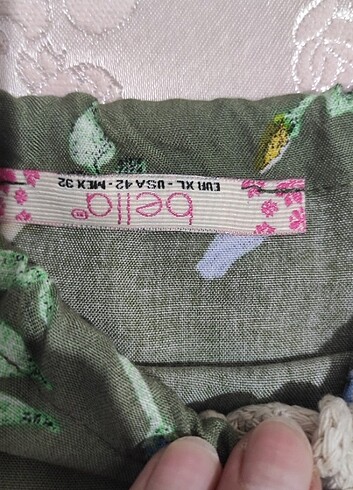 bella®
EUR XL - USA 42 - MEX 32